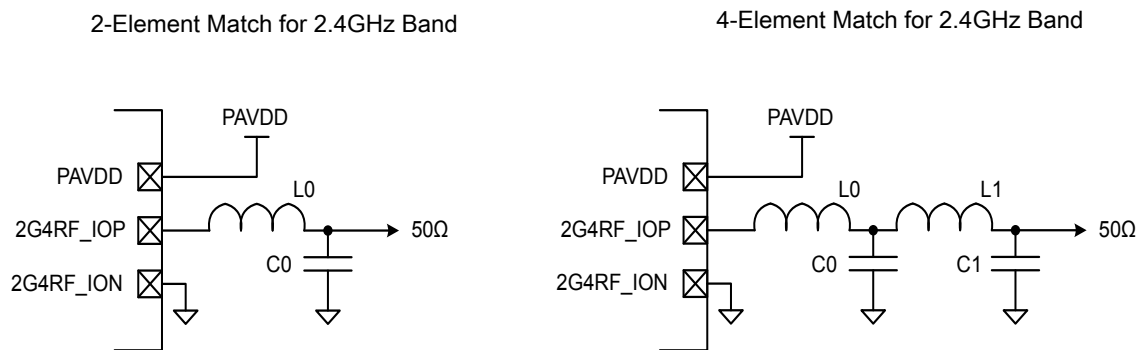 2-Element Match for 2.4GHz Band
PAVDD
PAVDD
L0
2G4RF_IOP
50Ω
C0
2G4RF_ION
4-Element Match for 2.4GHz Band
PAVDD
PAVDD
L0
L1
2G4RF_IOP
50Ω
C0
C1
2G4RF_ION